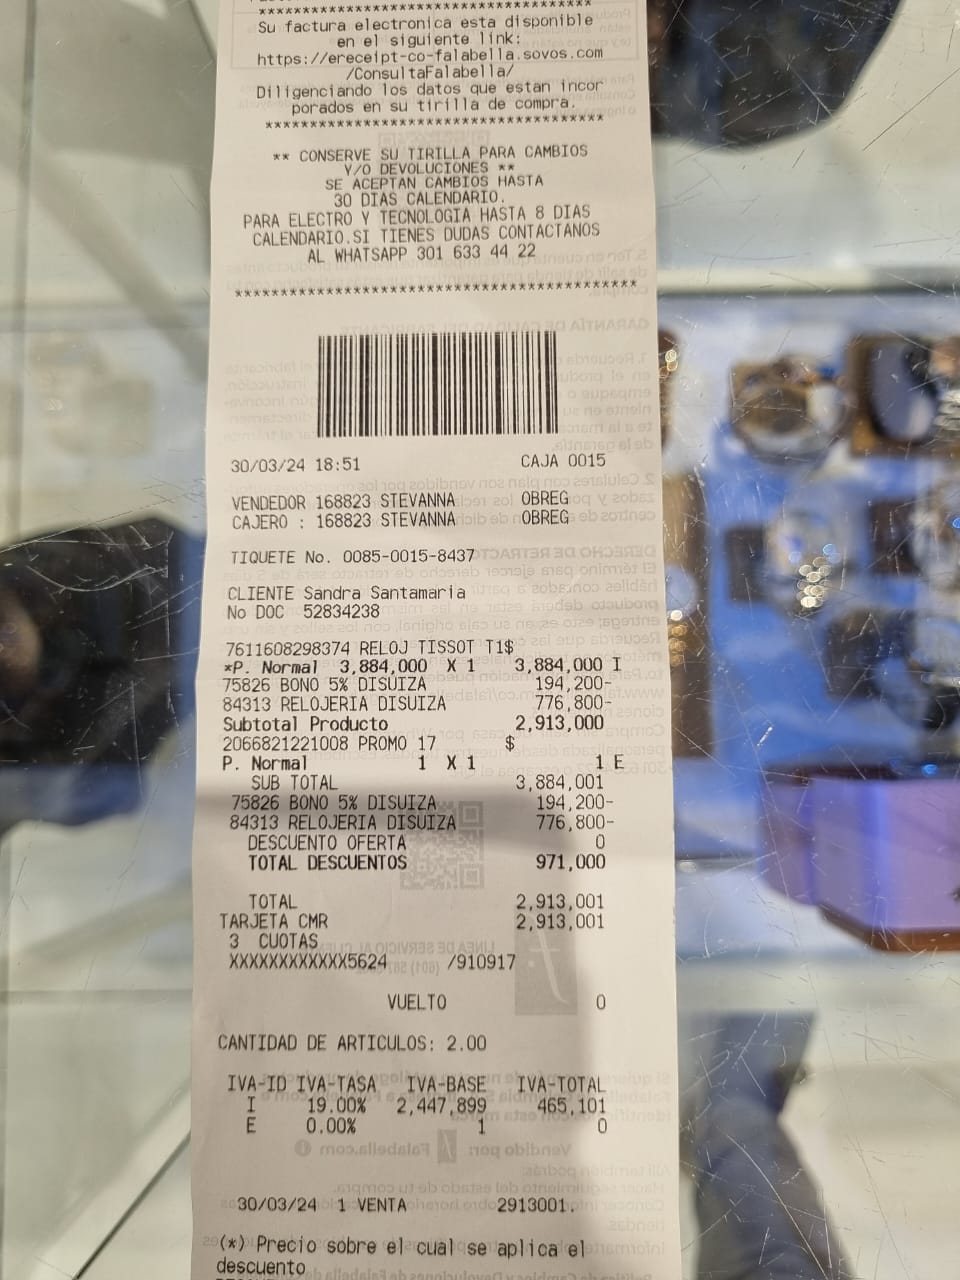 ****************************************
Su factura electronica esta disponible
en el siguiente link:
https://ereceipt-co-falabella.sovos.com
/ConsultaFalabella/
Diligenciando los datos que estan incor
porados en su tirilla de compra.
****************************************
** CONSERVE SU TIRILLA PARA CAMBIOS
Y/O DEVOLUCIONES **
SE ACEPTAN CAMBIOS HASTA
30 DIAS CALENDARIO.
PARA ELECTRO Y TECNOLOGIA HASTA 8 DIAS
CALENDARIO.SI TIENES DUDAS CONTACTANOS
AL WHATSAPP 301 633 44 22
****************************************
30/03/24 18:51 CAJA 0015
VENDEDOR 168823 STEVANNA OBREG
CAJERO : 168823 STEVANNA OBREG
TIQUETE No. 0085-0015-8437
CLIENTE Sandra Santamaria
No DOC 52834238
7611608298374 RELOJ TISSOT T1$
*P. Normal 3,884,000 X 1 3,884,000 I
75826 BONO 5% DISUIZA 194,200-
84313 RELOJERIA DISUIZA 776,800-
Subtotal Producto 2,913,000
2066821221008 PROMO 17 $
P. Normal 1 X 1 1 E
SUB TOTAL 3,884,001
75826 BONO 5% DISUIZA 194,200-
84313 RELOJERIA DISUIZA 776,800-
DESCUENTO OFERTA 0
TOTAL DESCUENTOS 971,000
TOTAL 2,913,001
TARJETA CMR 2,913,001
3 CUOTAS
XXXXXXXXXXXX5624 /910917
VUELTO 0
CANTIDAD DE ARTICULOS: 2.00
IVA-ID IVA-TASA IVA-BASE IVA-TOTAL
I 19.00% 2,447,899 465,101
E 0.00% 1 0
30/03/24 1 VENTA 2913001.
(*) Precio sobre el cual se aplica el
descuento